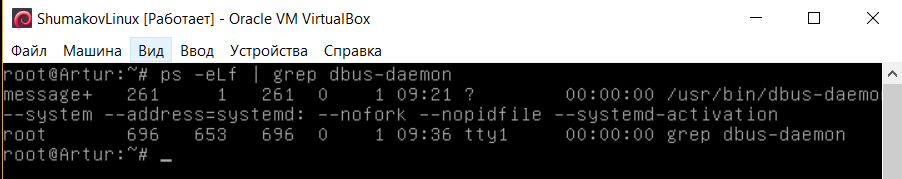 ShumakovLinux [Работает] - Oracle VM VirtualBox
Файл Машина Вид Ввод Устройства Справка
root@Artur:~# ps -eLf | grep dbus-daemon
message+ 261 1 261 0 1 09:21 ? 00:00:00 /usr/bin/dbus-daemon
--system --address=systemd: --nofork --nopidfile --systemd-activation
root 696 653 696 0 1 09:36 tty1 00:00:00 grep dbus-daemon
root@Artur:~# _